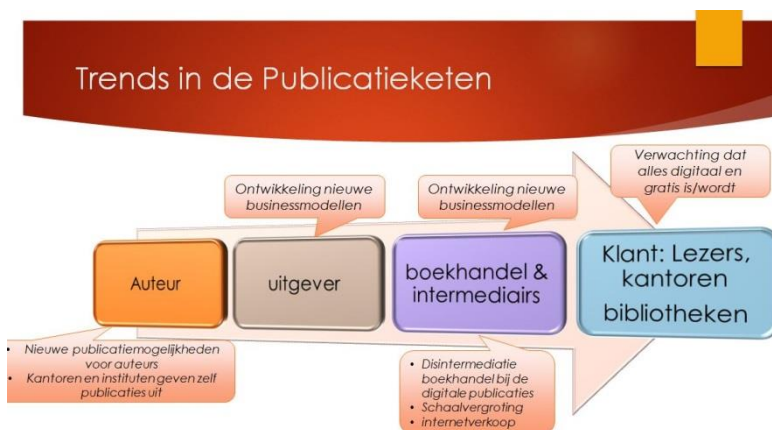 Trends in de Publicatieketen
Verwachting dat
alles digitaal en
gratis is/wordt
Ontwikkeling nieuwe
businessmodellen
Ontwikkeling nieuwe
businessmodellen
Auteur
uitgever
boekhandel &
intermediairs
Klant: Lezers,
kantoren
bibliotheken
• Nieuwe publicatiemogelijkheden
voor auteurs
• Kantoren en instituten geven zelf
publicaties uit
• Disintermediatie
boekhandel bij de
digitale publicaties
• Schaalvergroting
• internetverkoop